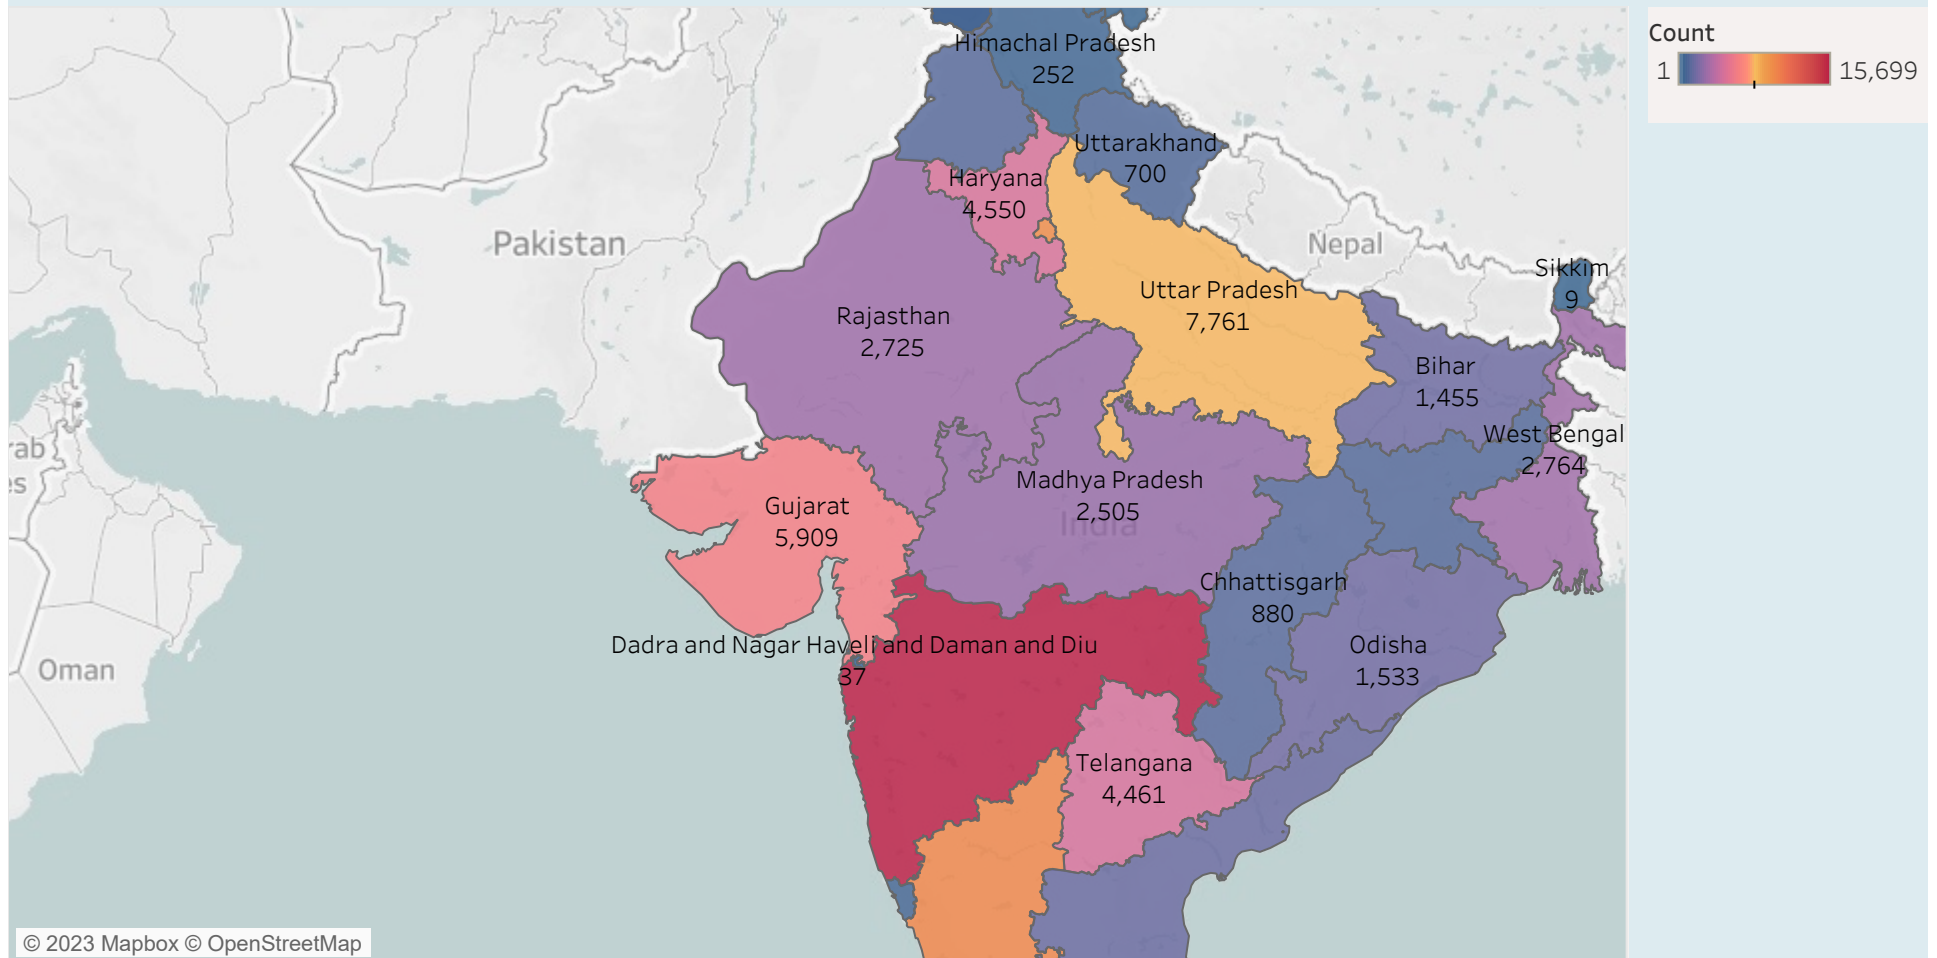 Count
1
15,699
Himachal Pradesh
252
Uttarakhand
700
Haryana
4,550
Pakistan
Nepal
Sikkim
9
Uttar Pradesh
7,761
Rajasthan
2,725
Bihar
1,455
West Bengal
2,764
rab
es
Madhya Pradesh
2,505
India
Gujarat
5,909
Chhattisgarh
880
Dadra and Nagar Haveli and Daman and Diu
37
Odisha
1,533
Oman
Telangana
4,461
© 2023 Mapbox © OpenStreetMap